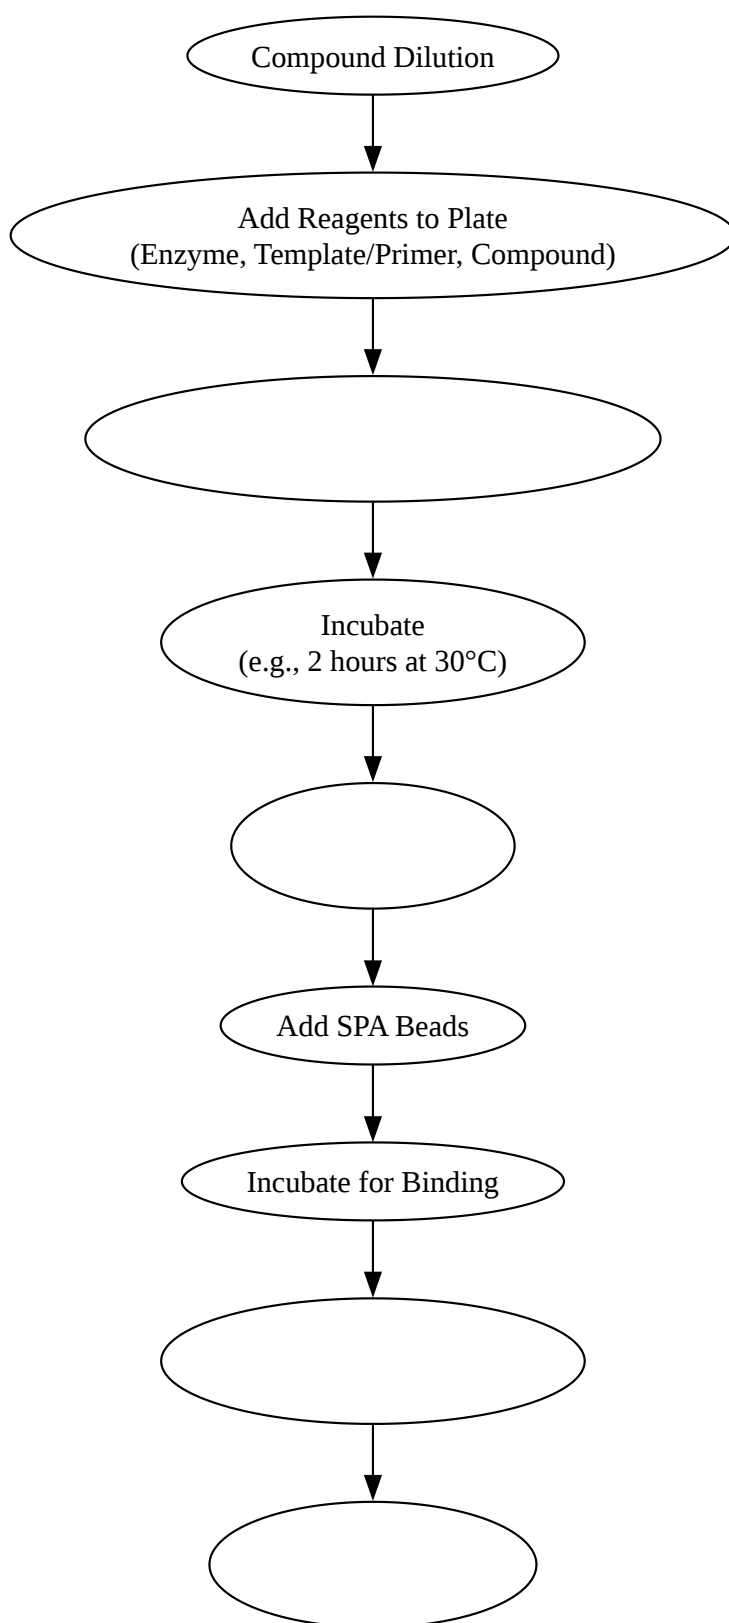 Compound Dilution
Add Reagents to Plate
(Enzyme, Template/Primer, Compound)
Incubate
(e.g., 2 hours at 30°C)
Add SPA Beads
Incubate for Binding